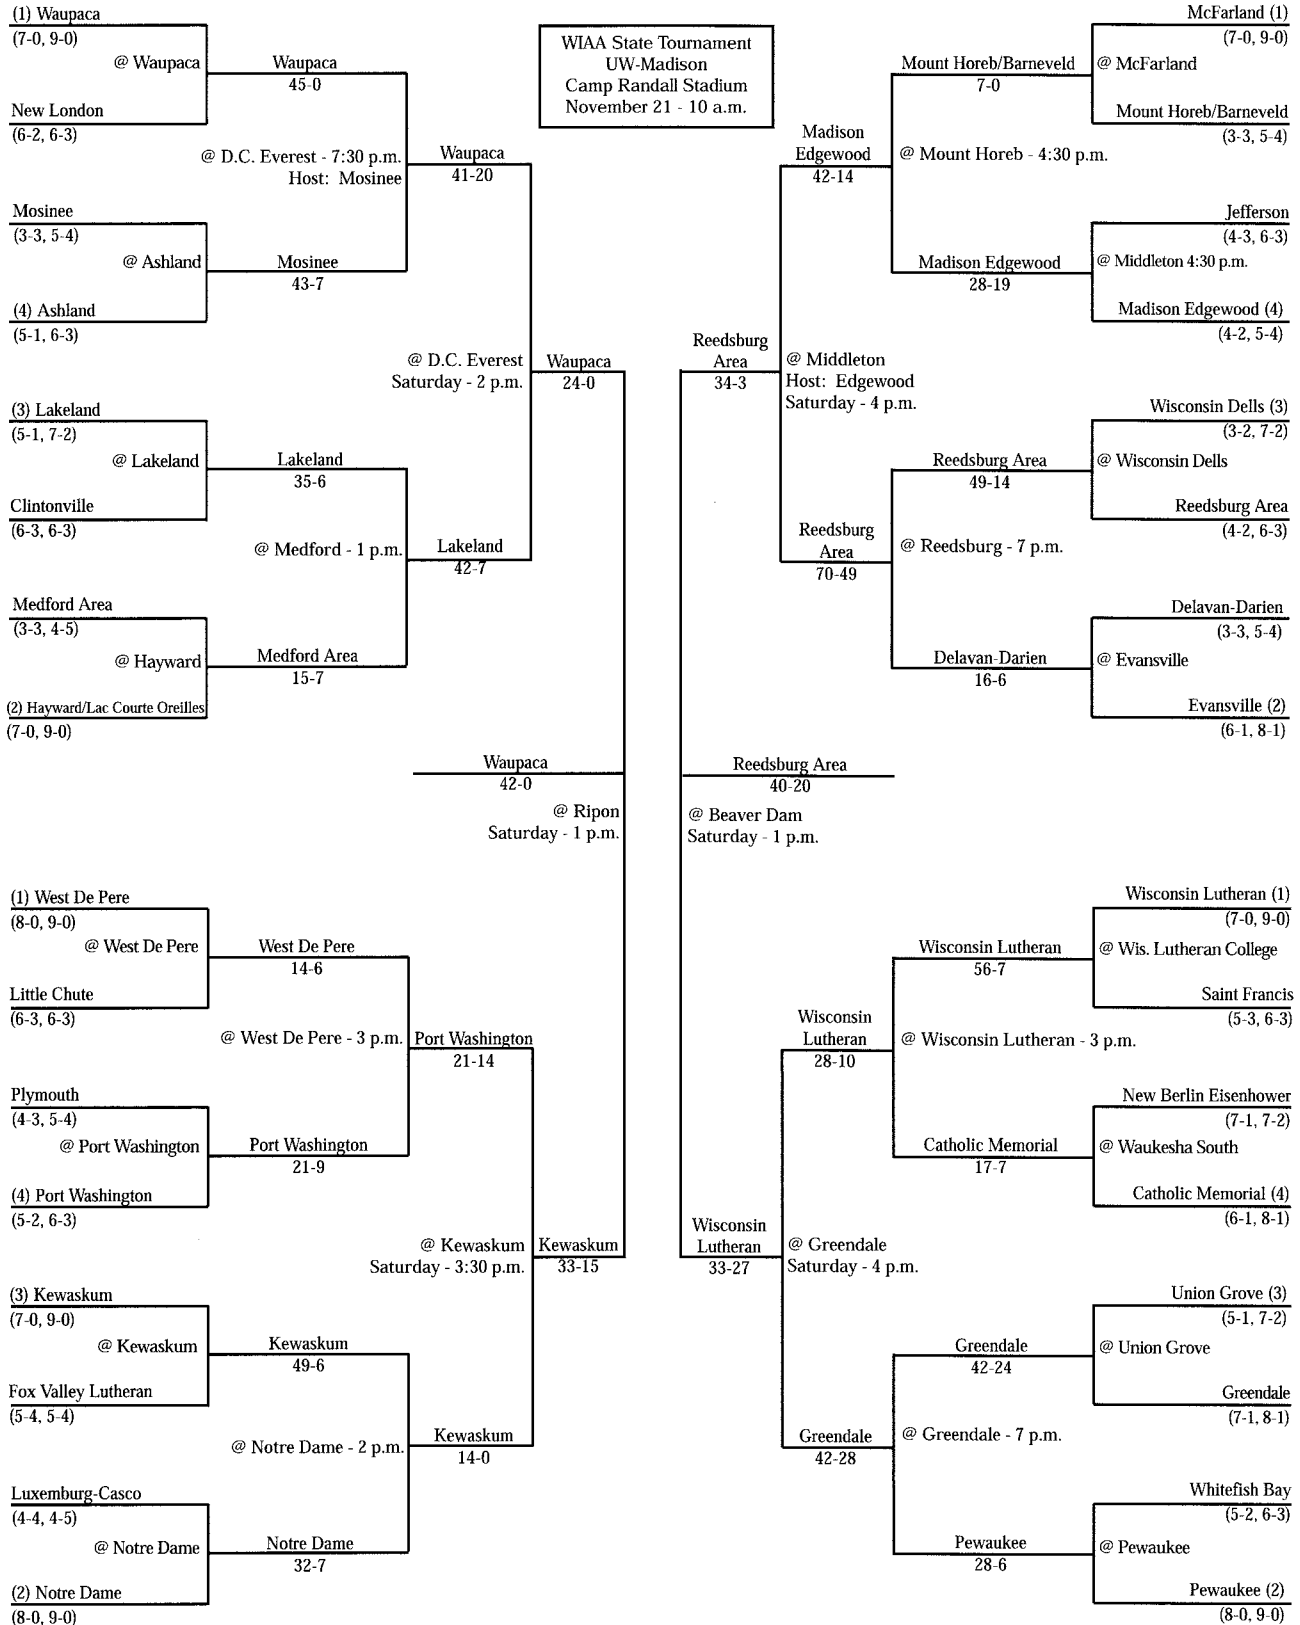 (1) Waupaca
(7-0, 9-0)
@ Waupaca
New London
(6-2, 6-3)
Waupaca
45-0
@ D.C. Everest - 7:30 p.m.
Host: Mosinee
Mosinee
(3-3, 5-4)
@ Ashland
(4) Ashland
(5-1, 6-3)
Mosinee
43-7
Waupaca
41-20
@ D.C. Everest
Saturday - 2 p.m.
(3) Lakeland
(5-1, 7-2)
@ Lakeland
Clintonville
(6-3, 6-3)
Lakeland
35-6
@ Medford - 1 p.m.
Lakeland
42-7
Medford Area
(3-3, 4-5)
@ Hayward
(2) Hayward/Lac Courte Oreilles
(7-0, 9-0)
Medford Area
15-7
Waupaca
24-0
Waupaca
42-0
@ Ripon
Saturday - 1 p.m.
(1) West De Pere
(8-0, 9-0)
@ West De Pere
Little Chute
(6-3, 6-3)
West De Pere
14-6
@ West De Pere - 3 p.m.
Port Washington
21-14
Plymouth
(4-3, 5-4)
@ Port Washington
(4) Port Washington
(5-2, 6-3)
Port Washington
21-9
@ Kewaskum
Saturday - 3:30 p.m.
Kewaskum
33-15
(3) Kewaskum
(7-0, 9-0)
@ Kewaskum
Fox Valley Lutheran
(5-4, 5-4)
Kewaskum
49-6
@ Notre Dame - 2 p.m.
Kewaskum
14-0
Luxemburg-Casco
(4-4, 4-5)
@ Notre Dame
(2) Notre Dame
(8-0, 9-0)
Notre Dame
32-7
WIAA State Tournament
UW-Madison
Camp Randall Stadium
November 21 - 10 a.m.
McFarland (1)
(7-0, 9-0)
@ McFarland
Mount Horeb/Barneveld
(3-3, 5-4)
Mount Horeb/Barneveld
7-0
@ Mount Horeb - 4:30 p.m.
Madison
Edgewood
42-14
Jefferson
(4-3, 6-3)
@ Middleton 4:30 p.m.
Madison Edgewood (4)
(4-2, 5-4)
Madison Edgewood
28-19
Reedsburg
Area
34-3
@ Middleton
Host: Edgewood
Saturday - 4 p.m.
Wisconsin Dells (3)
(3-2, 7-2)
@ Wisconsin Dells
Reedsburg Area
(4-2, 6-3)
Reedsburg Area
49-14
@ Reedsburg - 7 p.m.
Reedsburg
Area
70-49
Delavan-Darien
(3-3, 5-4)
@ Evansville
Evansville (2)
(6-1, 8-1)
Delavan-Darien
16-6
Reedsburg Area
40-20
@ Beaver Dam
Saturday - 1 p.m.
Wisconsin Lutheran (1)
(7-0, 9-0)
@ Wis. Lutheran College
Saint Francis
(5-3, 6-3)
Wisconsin Lutheran
56-7
@ Wisconsin Lutheran - 3 p.m.
Wisconsin
Lutheran
28-10
New Berlin Eisenhower
(7-1, 7-2)
@ Waukesha South
Catholic Memorial (4)
(6-1, 8-1)
Catholic Memorial
17-7
Wisconsin
Lutheran
33-27
@ Greendale
Saturday - 4 p.m.
Union Grove (3)
(5-1, 7-2)
@ Union Grove
Greendale
(7-1, 8-1)
Greendale
42-24
@ Greendale - 7 p.m.
Greendale
42-28
Whitefish Bay
(5-2, 6-3)
@ Pewaukee
Pewaukee (2)
(8-0, 9-0)
Pewaukee
28-6